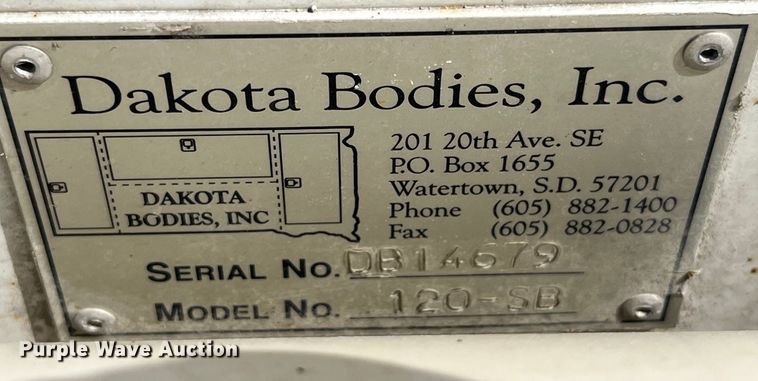 Dakota Bodies, Inc.
DAKOTA
BODIES, INC
201 20th Ave. SE
P.O. Box 1655
Watertown, S.D. 57201
Phone (605) 882-1400
Fax (605) 882-0828
SERIAL NO. DB14679
MODEL NO. 120-SB
Purple Wave Auction